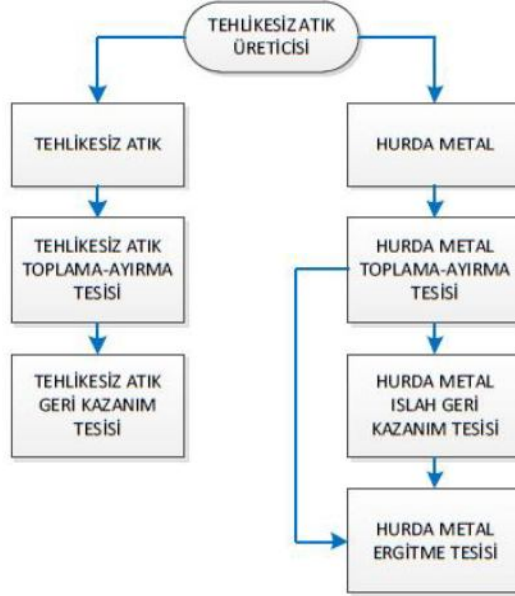 TEHLİKESİZ ATIK
ÜRETİCİSİ
TEHLİKESİZ ATIK
TEHLİKESİZ ATIK
TOPLAMA-AYIRMA
TESİSİ
TEHLİKESİZ ATIK
GERİ KAZANIM
TESİSİ
HURDA METAL
HURDA METAL
TOPLAMA-AYIRMA
TESİSİ
HURDA METAL
ISLAH GERİ
KAZANIM TESİSİ
HURDA METAL
ERGİTME TESİSİ